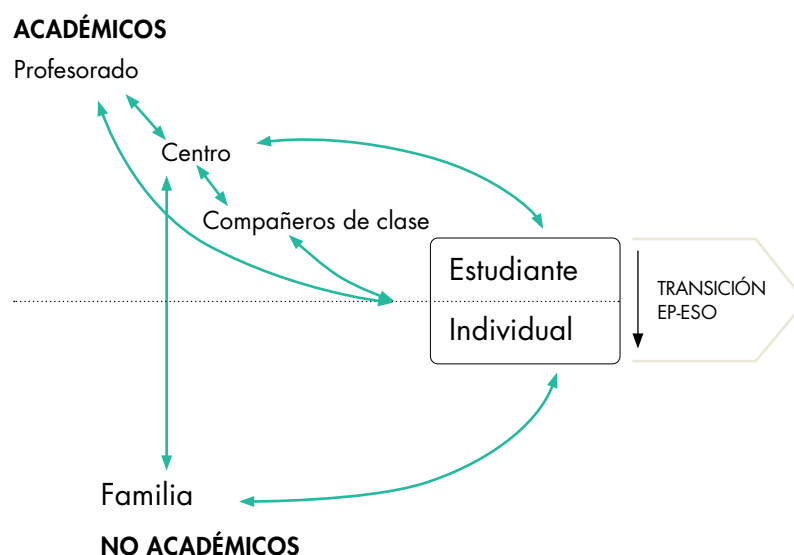 ACADÉMICOS
Profesorado
Centro
Compañeros de clase
Estudiante
Individual
TRANSICIÓN
EP-ESO
Familia
NO ACADÉMICOS